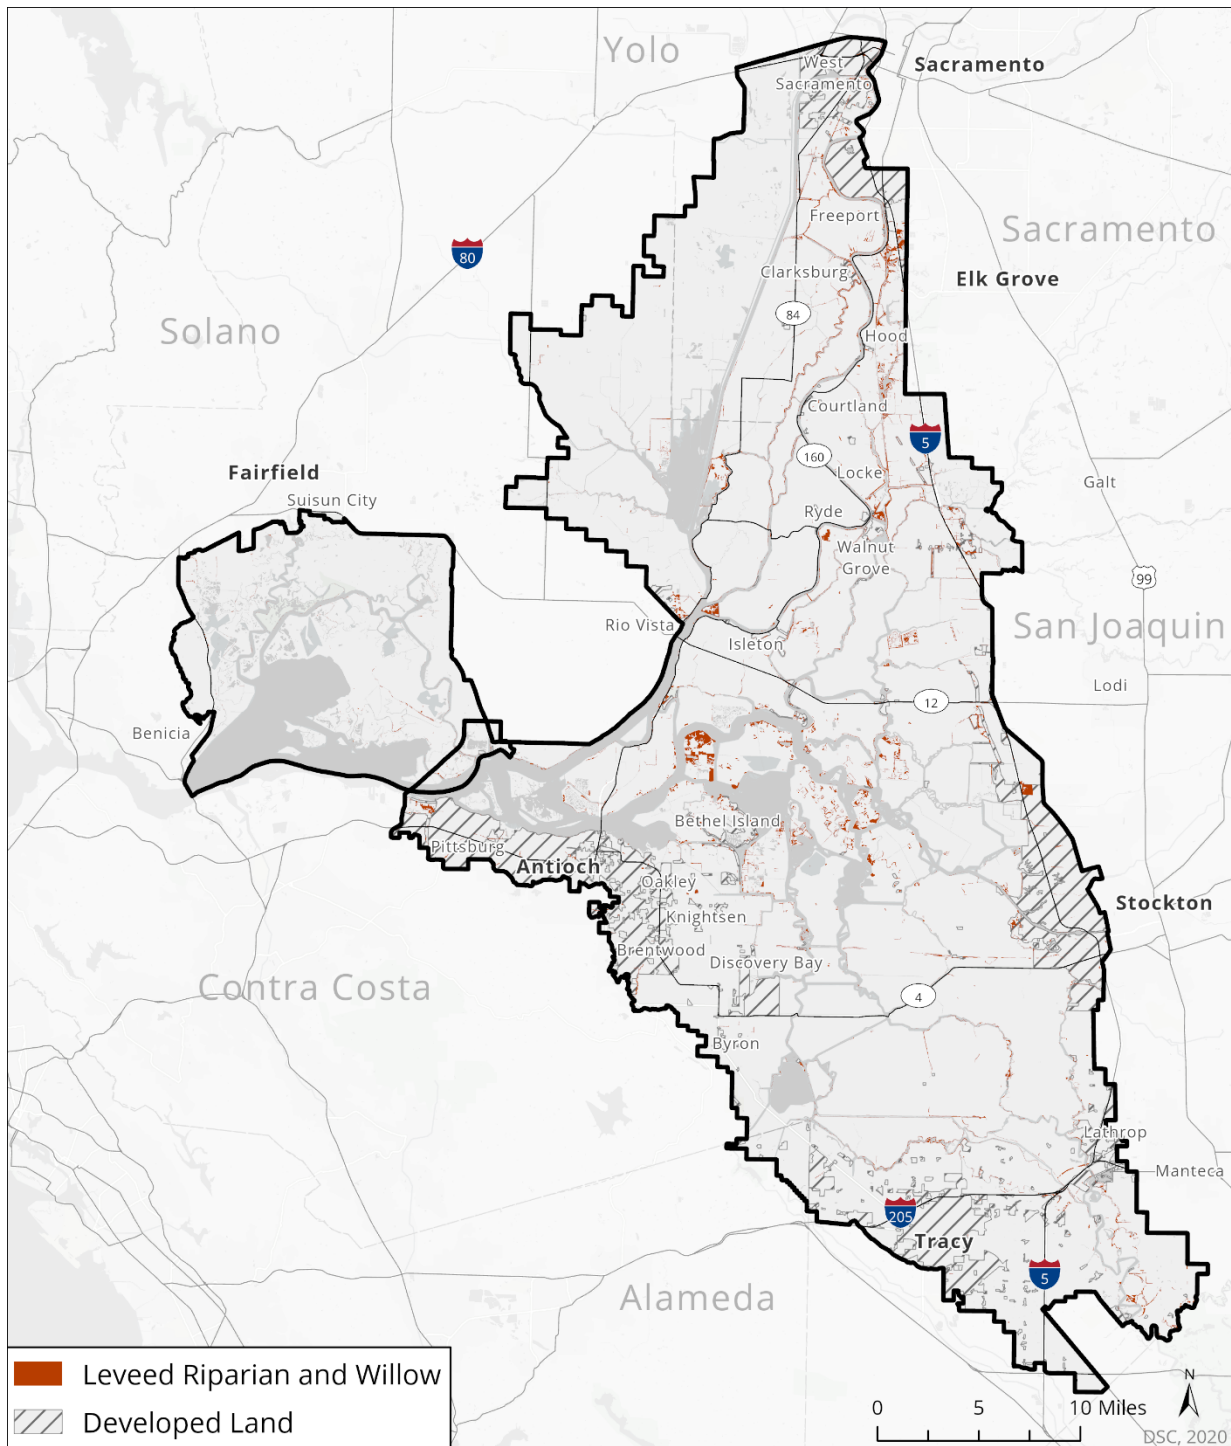 Yolo
Sacramento
West
Sacramento
Freeport
Sacramento
80
Clarksburg
Elk Grove
84
Solano
Hood
Courtland
5
160
Fairfield
Locke
Galt
Suisun City
Ryde
Walnut
Grove
99
Rio Vista
San Joaquin
Isleton
Lodi
12
Benicia
Bethel Island
Pittsburg
Antioch
Oakley
Stockton
Knightsen
Brentwood
Discovery Bay
Contra Costa
4
Byron
Lathrop
Manteca
205
Tracy
5
Alameda
Leveed Riparian and Willow
Developed Land
N
0 5 10 Miles
DSC, 2020